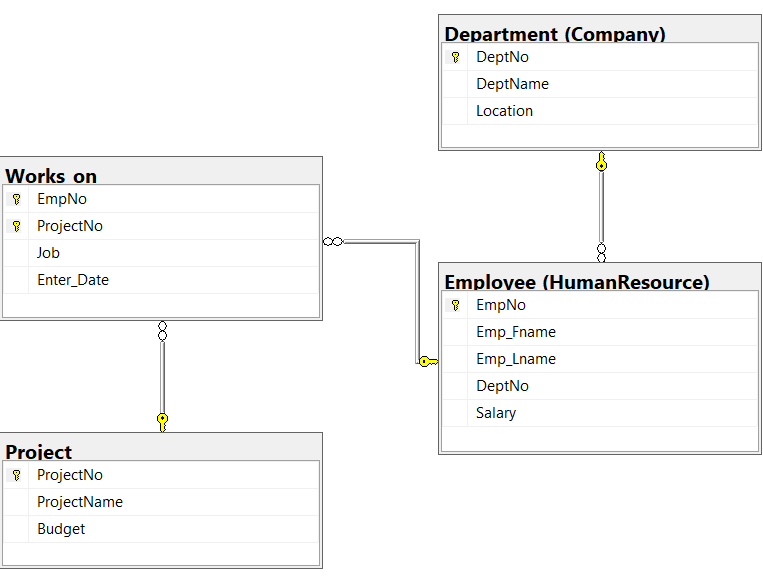 Department (Company)
DeptNo
DeptName
Location
Works on
EmpNo
ProjectNo
Job
Enter_Date
Employee (HumanResource)
EmpNo
Emp_Fname
Emp_Lname
DeptNo
Salary
Project
ProjectNo
ProjectName
Budget